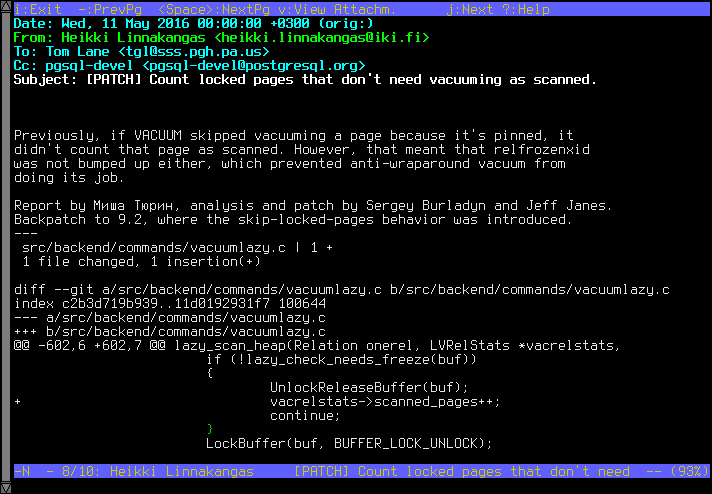 i:Exit  -:PrevPg  <Space>:NextPg v:View Attachm.      j:Next ?:Help
Date: Wed, 11 May 2016 00:00:00 +0300 (orig:)
From: Heikki Linnakangas <heikki.linnakangas@iki.fi>
To: Tom Lane <tgl@sss.pgh.pa.us>
Cc: pgsql-devel <pgsql-devel@postgresql.org>
Subject: [PATCH] Count locked pages that don't need vacuuming as scanned.
Previously, if VACUUM skipped vacuuming a page because it's pinned, it
didn't count that page as scanned. However, that meant that relfrozenxid
was not bumped up either, which prevented anti-wraparound vacuum from
doing its job.
Report by Миша Тюрин, analysis and patch by Sergey Burladyn and Jeff Janes.
Backpatch to 9.2, where the skip-locked-pages behavior was introduced.
---
 src/backend/commands/vacuumlazy.c | 1 +
 1 file changed, 1 insertion(+)
diff --git a/src/backend/commands/vacuumlazy.c b/src/backend/commands/vacuumlazy.c
index c2b3d719b939..11d0192931f7 100644
--- a/src/backend/commands/vacuumlazy.c
+++ b/src/backend/commands/vacuumlazy.c
@@ -602,6 +602,7 @@ lazy_scan_heap(Relation onerel, LVRelStats *vacrelstats,
                        if (!lazy_check_needs_freeze(buf))
                        {
                                UnlockReleaseBuffer(buf);
+                               vacrelstats->scanned_pages++;
                                continue;
                        }
                        LockBuffer(buf, BUFFER_LOCK_UNLOCK);
-N  - 8/10: Heikki Linnakangas     [PATCH] Count locked pages that don't need  -- (93%)